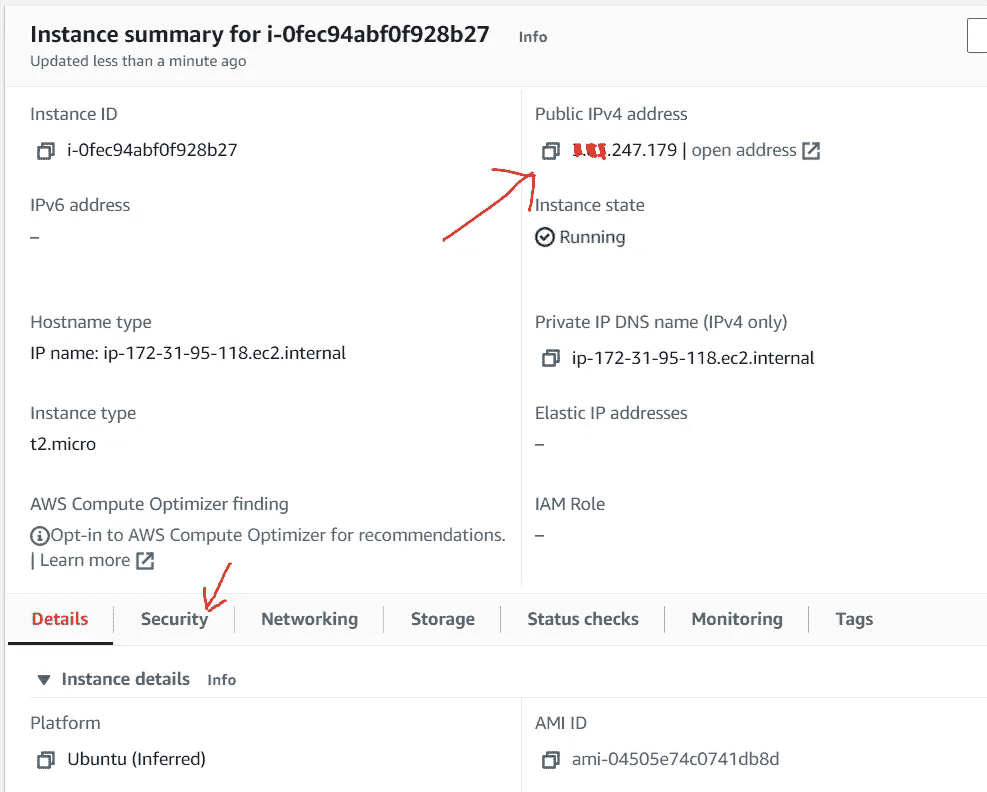 Instance summary for i-0fec94abf0f928b27 Info
Updated less than a minute ago
Instance ID
i-0fec94abf0f928b27
Public IPv4 address
.247.179 | open address
IPv6 address
–
Instance state
Running
Hostname type
IP name: ip-172-31-95-118.ec2.internal
Private IP DNS name (IPv4 only)
ip-172-31-95-118.ec2.internal
Instance type
t2.micro
Elastic IP addresses
–
AWS Compute Optimizer finding
Opt-in to AWS Compute Optimizer for recommendations.
| Learn more
IAM Role
–
Details Security Networking Storage Status checks Monitoring Tags
Instance details Info
Platform
Ubuntu (Inferred)
AMI ID
ami-04505e74c0741db8d